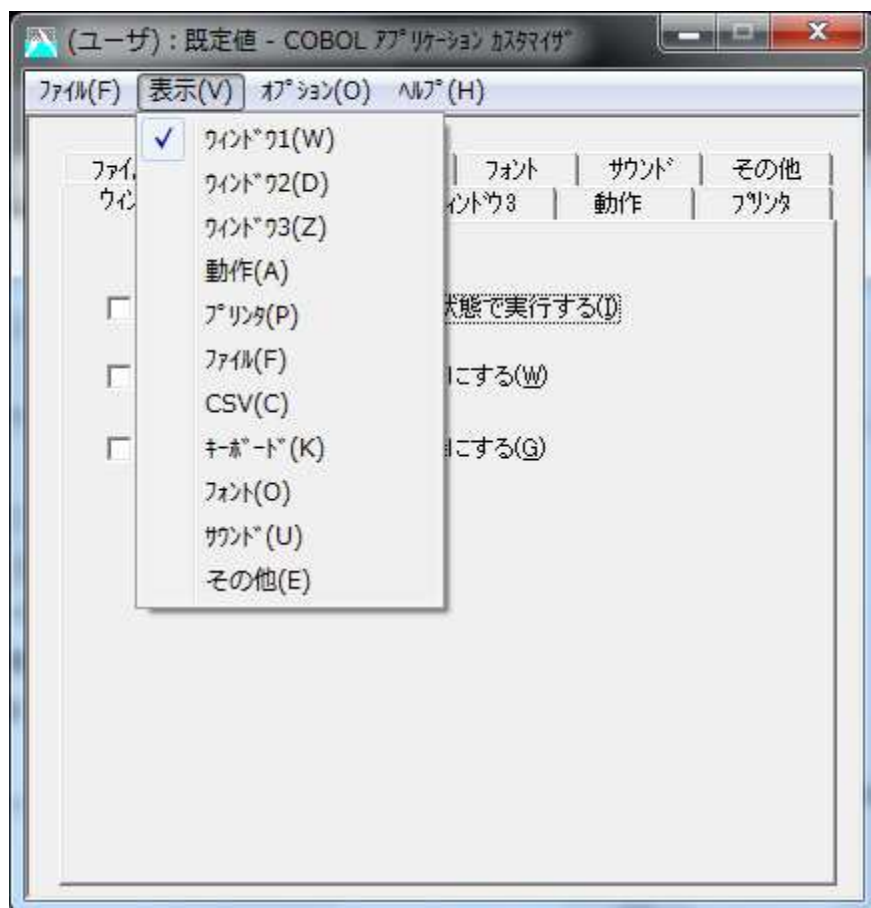 (ユーザ) : 既定値 - COBOL ｱﾌﾟﾘｹｰｼｮﾝ ｶｽﾀﾏｲｻﾞ
ﾌｧｲﾙ(F) 表示(V) ｵﾌﾟｼｮﾝ(O) ﾍﾙﾌﾟ(H)
ﾌｫﾝﾄ ｻｳﾝﾄﾞ その他
ｨﾝﾄﾞｳ3 動作 ﾌﾟﾘﾝﾀ
ｳｨﾝﾄﾞｳ1(W)
ｳｨﾝﾄﾞｳ2(D)
ｳｨﾝﾄﾞｳ3(Z)
動作(A)
ﾌﾟﾘﾝﾀ(P)
ﾌｧｲﾙ(F)
CSV(C)
ｷｰﾎﾞｰﾄﾞ(K)
ﾌｫﾝﾄ(O)
ｻｳﾝﾄﾞ(U)
その他(E)
状態で実行する(I)
にする(W)
にする(G)